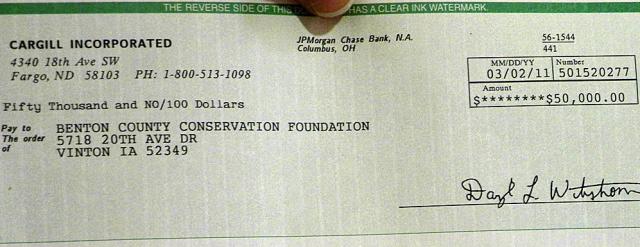 THE REVERSE SIDE OF THIS HAS A CLEAR INK WATERMARK.
CARGILL INCORPORATED
4340 18th Ave SW
Fargo, ND 58103 PH: 1-800-513-1098
JPMorgan Chase Bank, N.A.
Columbus, OH
56-1544
441
MM/DD/YY Number
03/02/11 501520277
Amount
$********$50,000.00
Fifty Thousand and NO/100 Dollars
Pay to BENTON COUNTY CONSERVATION FOUNDATION
The order 5718 20TH AVE DR
of VINTON IA 52349